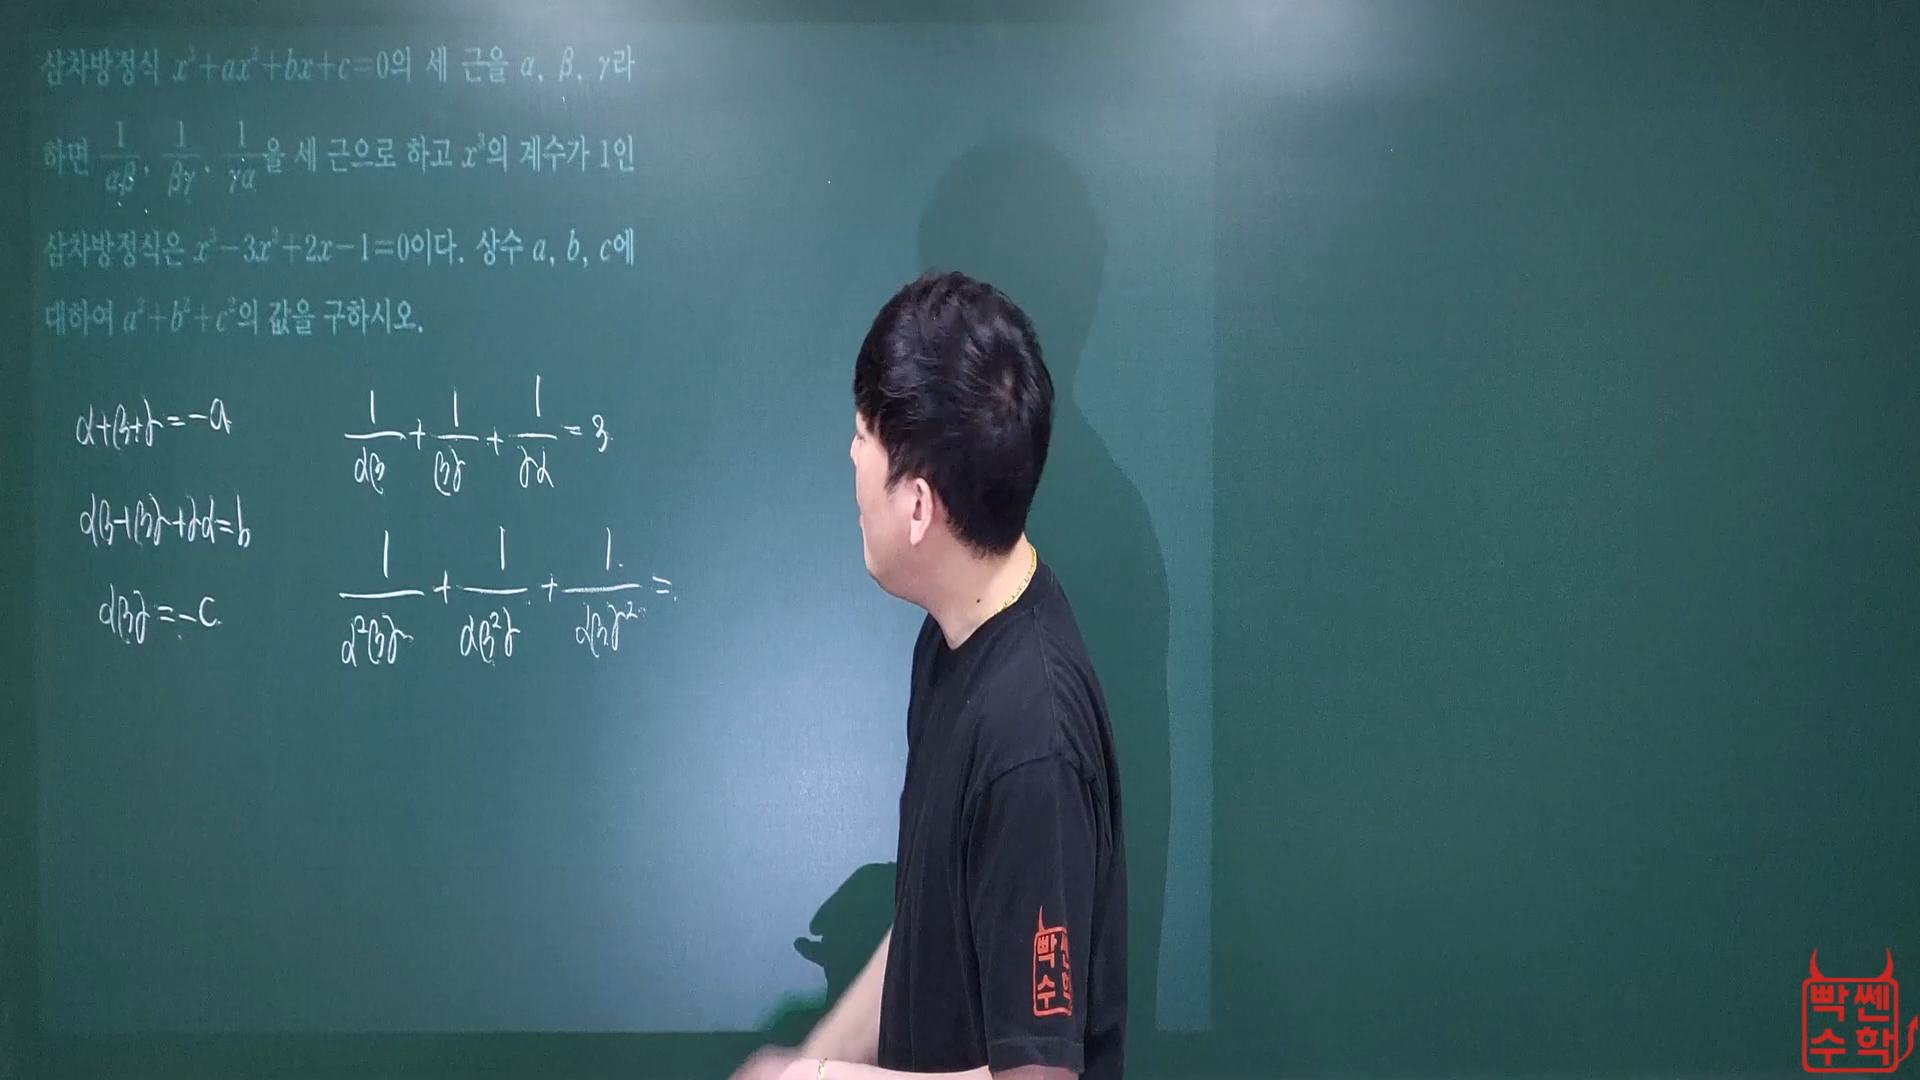 삼차방정식 x³+ax²+bx+c=0의 세 근을 α, β, γ라
하면 1/αβ, 1/βγ, 1/γα을 세 근으로 하고 x³의 계수가 1인
삼차방정식은 x³-3x²+2x-1=0이다. 상수 a, b, c에
대하여 a²+b²+c²의 값을 구하시오.
α+β+γ=-a
αβ+βγ+γα=b
αβγ=-c
1/αβ + 1/βγ + 1/γα = 3
1/α²βγ + 1/αβ²γ + 1/αβγ² =
빡쎈
수학